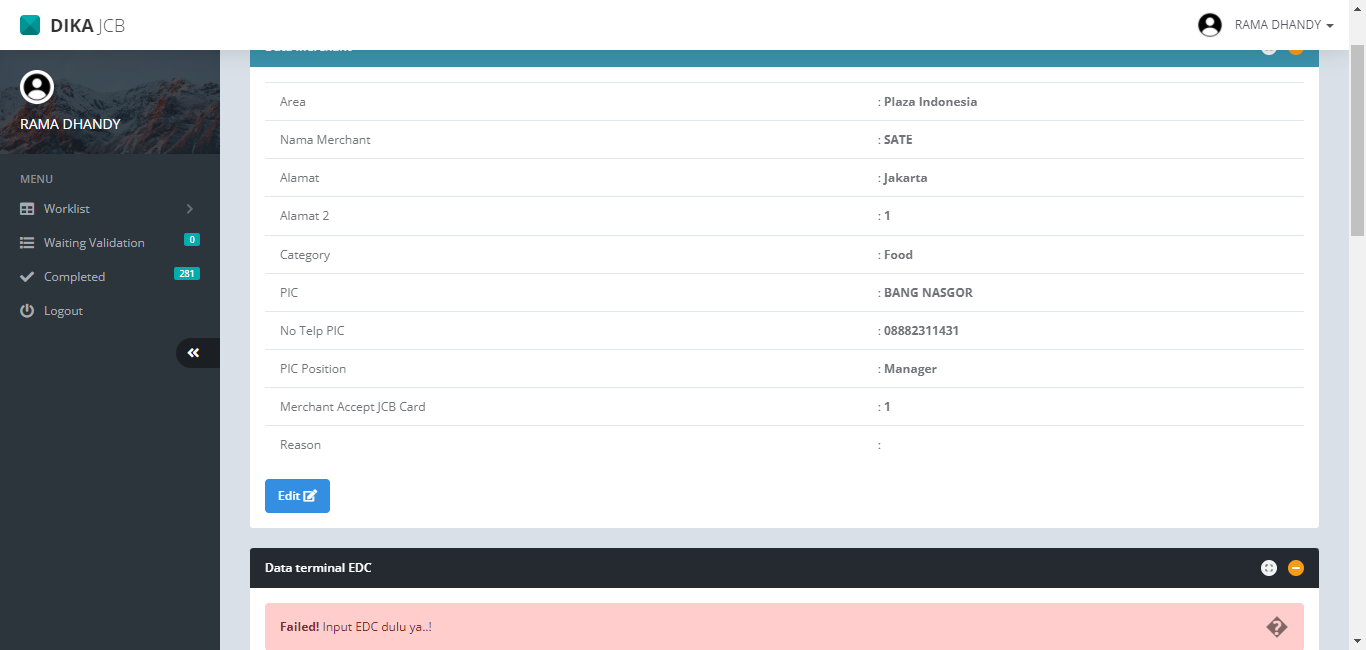 DIKA JCB
RAMA DHANDY
RAMA DHANDY
MENU
Worklist
Waiting Validation 0
Completed 281
Logout
Data Merchant
Area : Plaza Indonesia
Nama Merchant : SATE
Alamat : Jakarta
Alamat 2 : 1
Category : Food
PIC : BANG NASGOR
No Telp PIC : 08882311431
PIC Position : Manager
Merchant Accept JCB Card : 1
Reason :
Edit
Data terminal EDC
Failed! Input EDC dulu ya..!